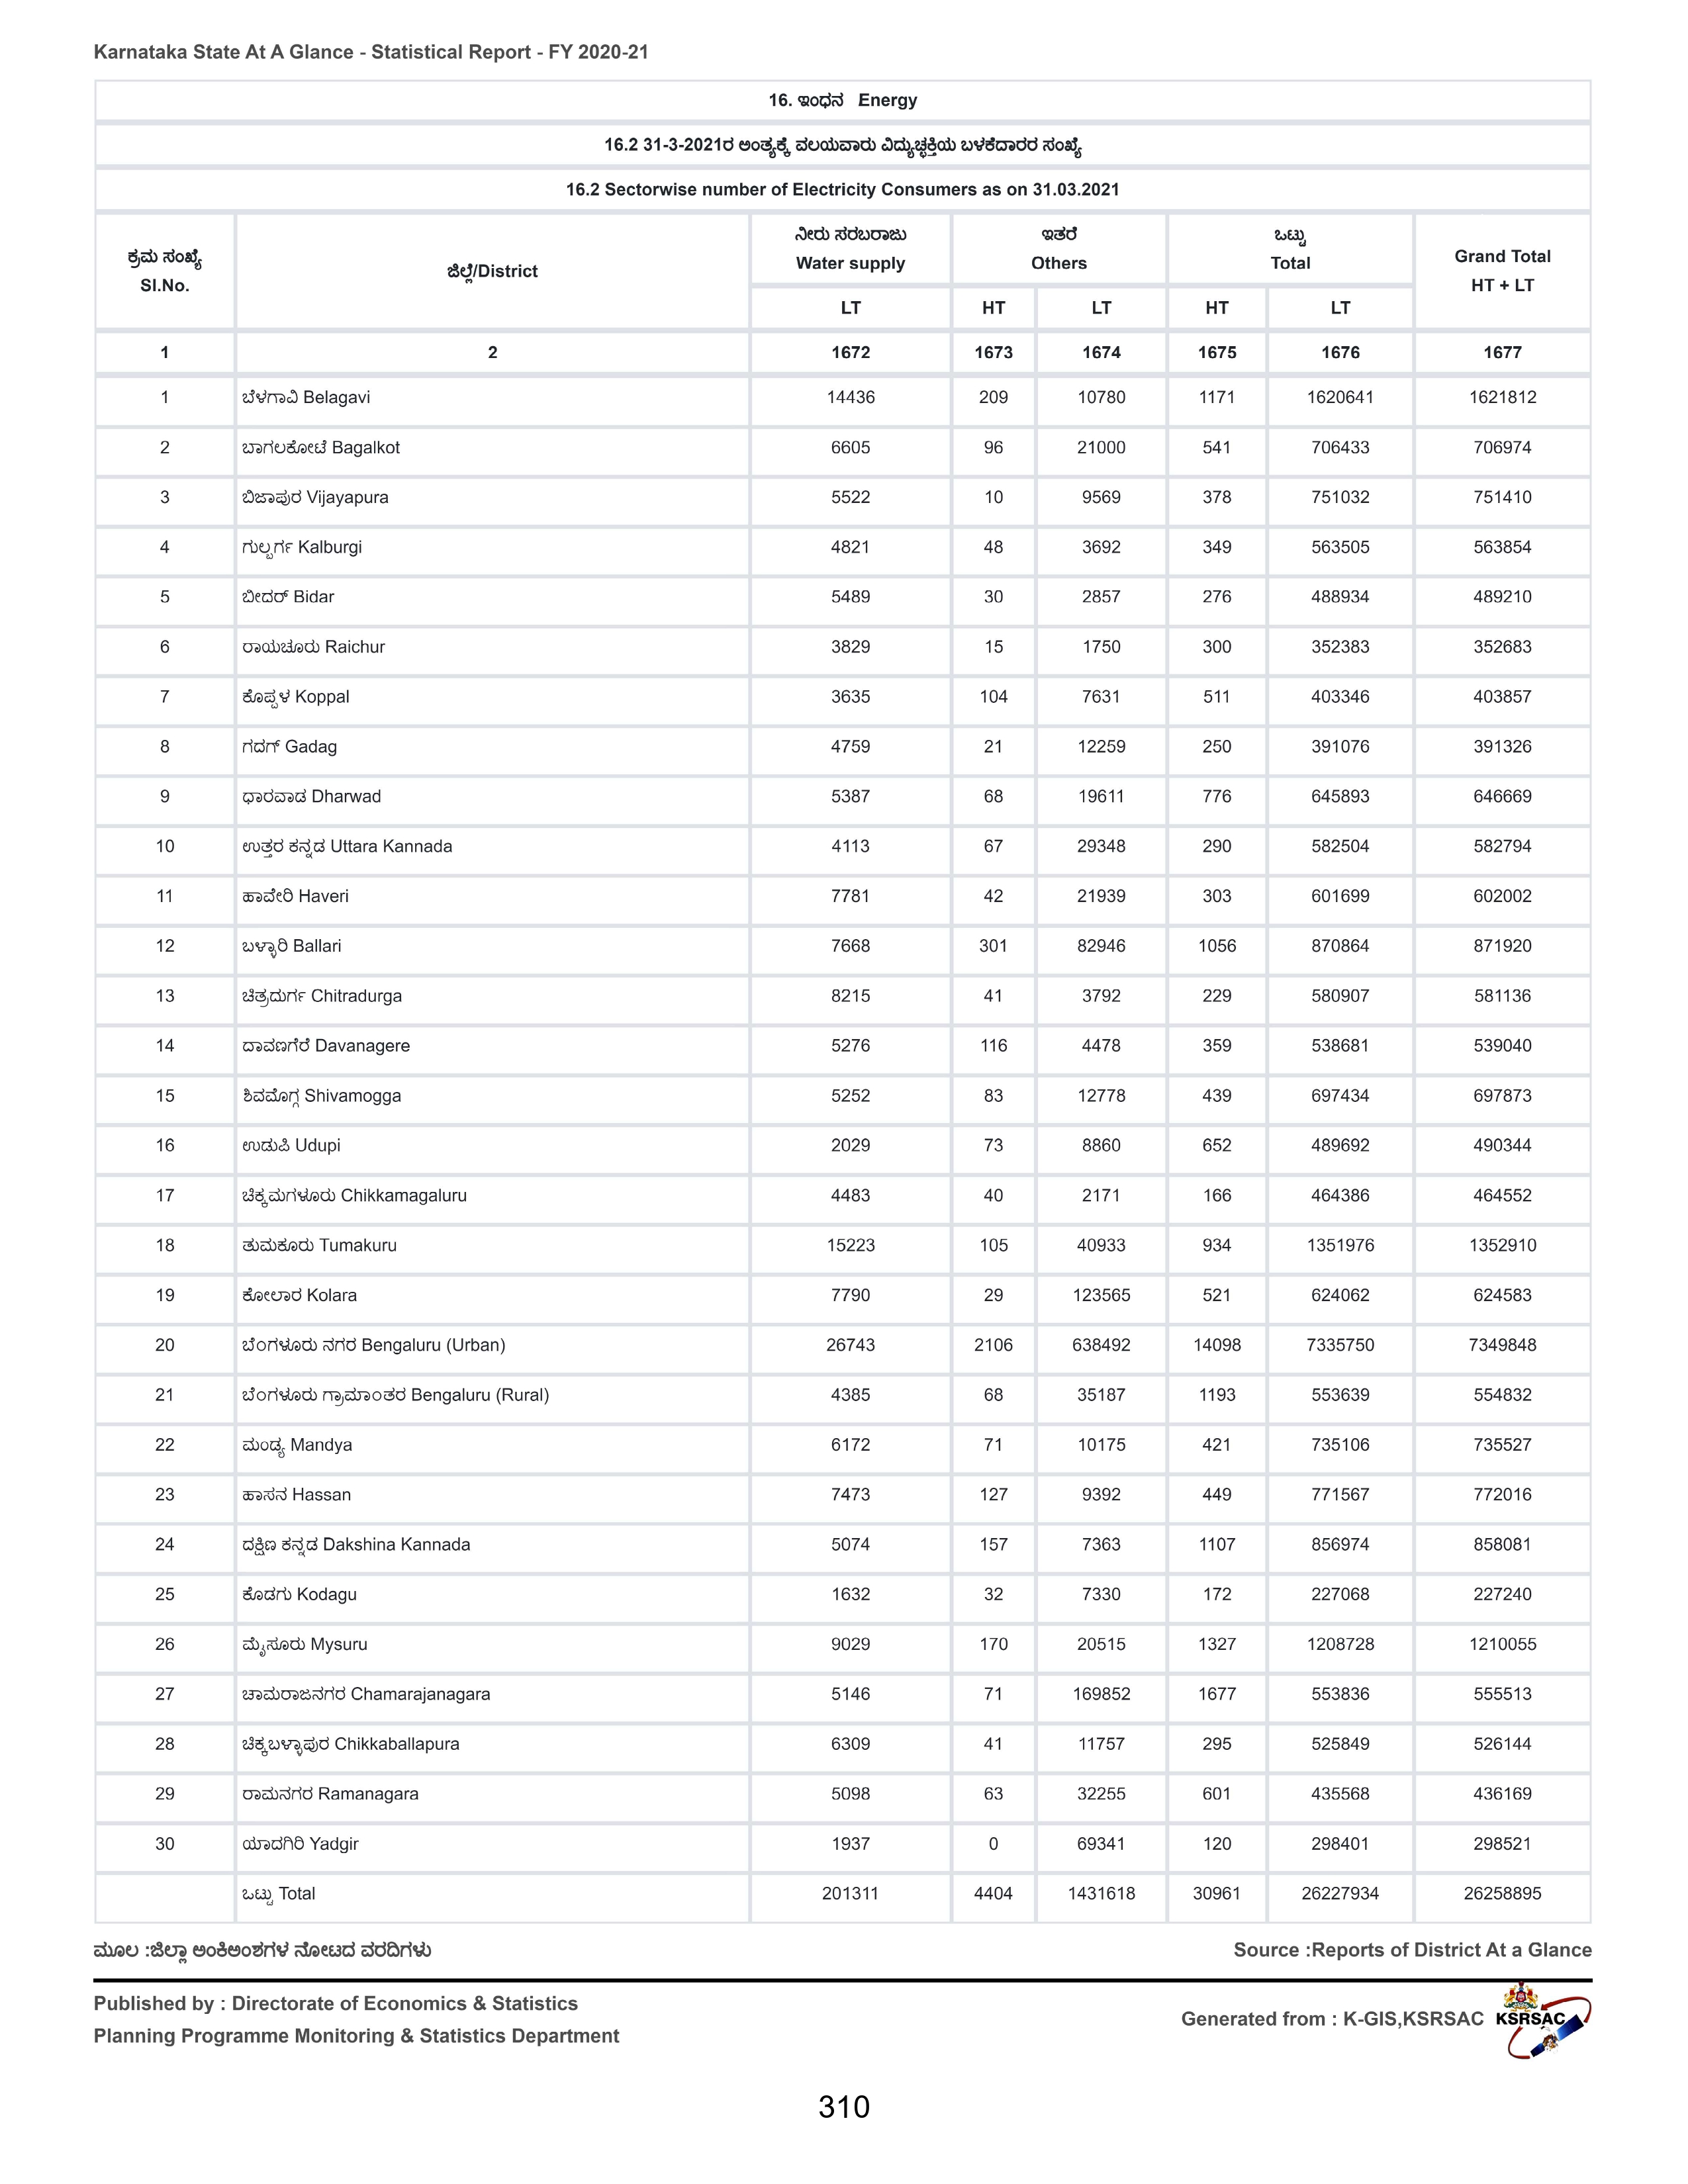 Karnataka State At A Glance - Statistical Report - FY 2020-21
16. ಇಂಧನ Energy
16.2 31-3-2021ರ ಅಂತ್ಯಕ್ಕೆ ವಲಯವಾರು ವಿದ್ಯುಚ್ಛಕ್ತಿಯ ಬಳಕೆದಾರರ ಸಂಖ್ಯೆ
16.2 Sectorwise number of Electricity Consumers as on 31.03.2021
ಕ್ರಮ ಸಂಖ್ಯೆ Sl.No. ಜಿಲ್ಲೆ/District ನೀರು ಸರಬರಾಜು Water supply ಇತರೆ Others ಒಟ್ಟು Total Grand Total HT + LT
LT HT LT HT LT
1 2 1672 1673 1674 1675 1676 1677
1 ಬೆಳಗಾವಿ Belagavi 14436 209 10780 1171 1620641 1621812
2 ಬಾಗಲಕೋಟೆ Bagalkot 6605 96 21000 541 706433 706974
3 ಬಿಜಾಪುರ Vijayapura 5522 10 9569 378 751032 751410
4 ಗುಲ್ಬರ್ಗ Kalburgi 4821 48 3692 349 563505 563854
5 ಬೀದರ್ Bidar 5489 30 2857 276 488934 489210
6 ರಾಯಚೂರು Raichur 3829 15 1750 300 352383 352683
7 ಕೊಪ್ಪಳ Koppal 3635 104 7631 511 403346 403857
8 ಗದಗ್ Gadag 4759 21 12259 250 391076 391326
9 ಧಾರವಾಡ Dharwad 5387 68 19611 776 645893 646669
10 ಉತ್ತರ ಕನ್ನಡ Uttara Kannada 4113 67 29348 290 582504 582794
11 ಹಾವೇರಿ Haveri 7781 42 21939 303 601699 602002
12 ಬಳ್ಳಾರಿ Ballari 7668 301 82946 1056 870864 871920
13 ಚಿತ್ರದುರ್ಗ Chitradurga 8215 41 3792 229 580907 581136
14 ದಾವಣಗೆರೆ Davanagere 5276 116 4478 359 538681 539040
15 ಶಿವಮೊಗ್ಗ Shivamogga 5252 83 12778 439 697434 697873
16 ಉಡುಪಿ Udupi 2029 73 8860 652 489692 490344
17 ಚಿಕ್ಕಮಗಳೂರು Chikkamagaluru 4483 40 2171 166 464386 464552
18 ತುಮಕೂರು Tumakuru 15223 105 40933 934 1351976 1352910
19 ಕೋಲಾರ Kolara 7790 29 123565 521 624062 624583
20 ಬೆಂಗಳೂರು ನಗರ Bengaluru (Urban) 26743 2106 638492 14098 7335750 7349848
21 ಬೆಂಗಳೂರು ಗ್ರಾಮಾಂತರ Bengaluru (Rural) 4385 68 35187 1193 553639 554832
22 ಮಂಡ್ಯ Mandya 6172 71 10175 421 735106 735527
23 ಹಾಸನ Hassan 7473 127 9392 449 771567 772016
24 ದಕ್ಷಿಣ ಕನ್ನಡ Dakshina Kannada 5074 157 7363 1107 856974 858081
25 ಕೊಡಗು Kodagu 1632 32 7330 172 227068 227240
26 ಮೈಸೂರು Mysuru 9029 170 20515 1327 1208728 1210055
27 ಚಾಮರಾಜನಗರ Chamarajanagara 5146 71 169852 1677 553836 555513
28 ಚಿಕ್ಕಬಳ್ಳಾಪುರ Chikkaballapura 6309 41 11757 295 525849 526144
29 ರಾಮನಗರ Ramanagara 5098 63 32255 601 435568 436169
30 ಯಾದಗಿರಿ Yadgir 1937 0 69341 120 298401 298521
ಒಟ್ಟು Total 201311 4404 1431618 30961 26227934 26258895
ಮೂಲ :ಜಿಲ್ಲಾ ಅಂಕಿಅಂಶಗಳ ನೋಟದ ವರದಿಗಳು Source :Reports of District At a Glance
Published by : Directorate of Economics & Statistics
Planning Programme Monitoring & Statistics Department
Generated from : K-GIS,KSRSAC KSRSAC
310